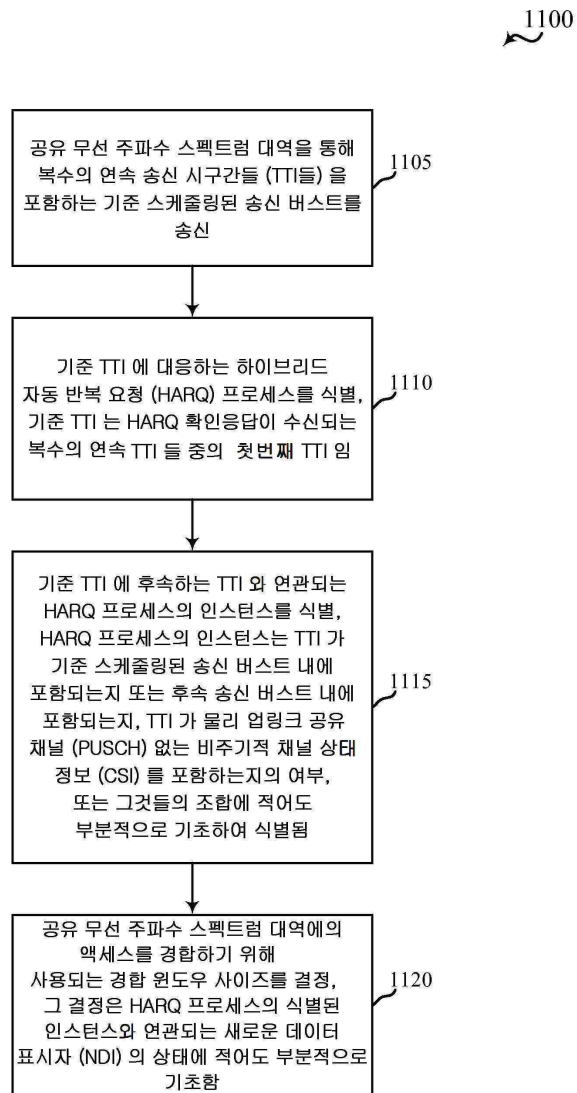 1100
공유 무선 주파수 스펙트럼 대역을 통해
복수의 연속 송신 시구간들 (TTI들) 을
포함하는 기준 스케줄링된 송신 버스트를
송신
1105
기준 TTI 에 대응하는 하이브리드
자동 반복 요청 (HARQ) 프로세스를 식별,
기준 TTI 는 HARQ 확인응답이 수신되는
복수의 연속 TTI 들 중의 첫번째 TTI 임
1110
기준 TTI 에 후속하는 TTI 와 연관되는
HARQ 프로세스의 인스턴스를 식별,
HARQ 프로세스의 인스턴스는 TTI 가
기준 스케줄링된 송신 버스트 내에
포함되는지 또는 후속 송신 버스트 내에
포함되는지, TTI 가 물리 업링크 공유
채널 (PUSCH) 없는 비주기적 채널 상태
정보 (CSI) 를 포함하는지의 여부,
또는 그것들의 조합에 적어도
부분적으로 기초하여 식별됨
1115
공유 무선 주파수 스펙트럼 대역에의
액세스를 경합하기 위해
사용되는 경합 윈도우 사이즈를 결정,
그 결정은 HARQ 프로세스의 식별된
인스턴스와 연관되는 새로운 데이터
표시자 (NDI) 의 상태에 적어도 부분적으로
기초함
1120